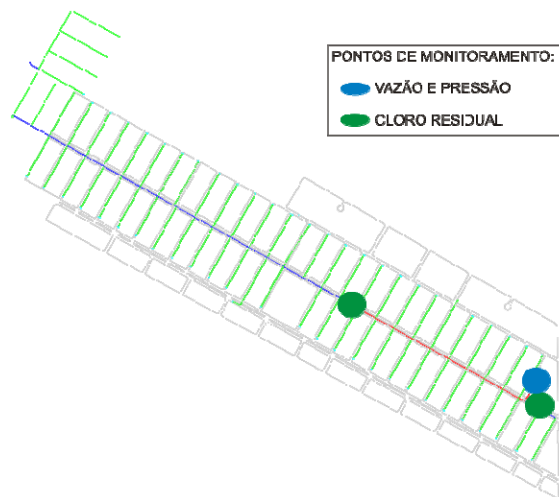 PONTOS DE MONITORAMENTO:
VAZÃO E PRESSÃO
CLORO RESIDUAL